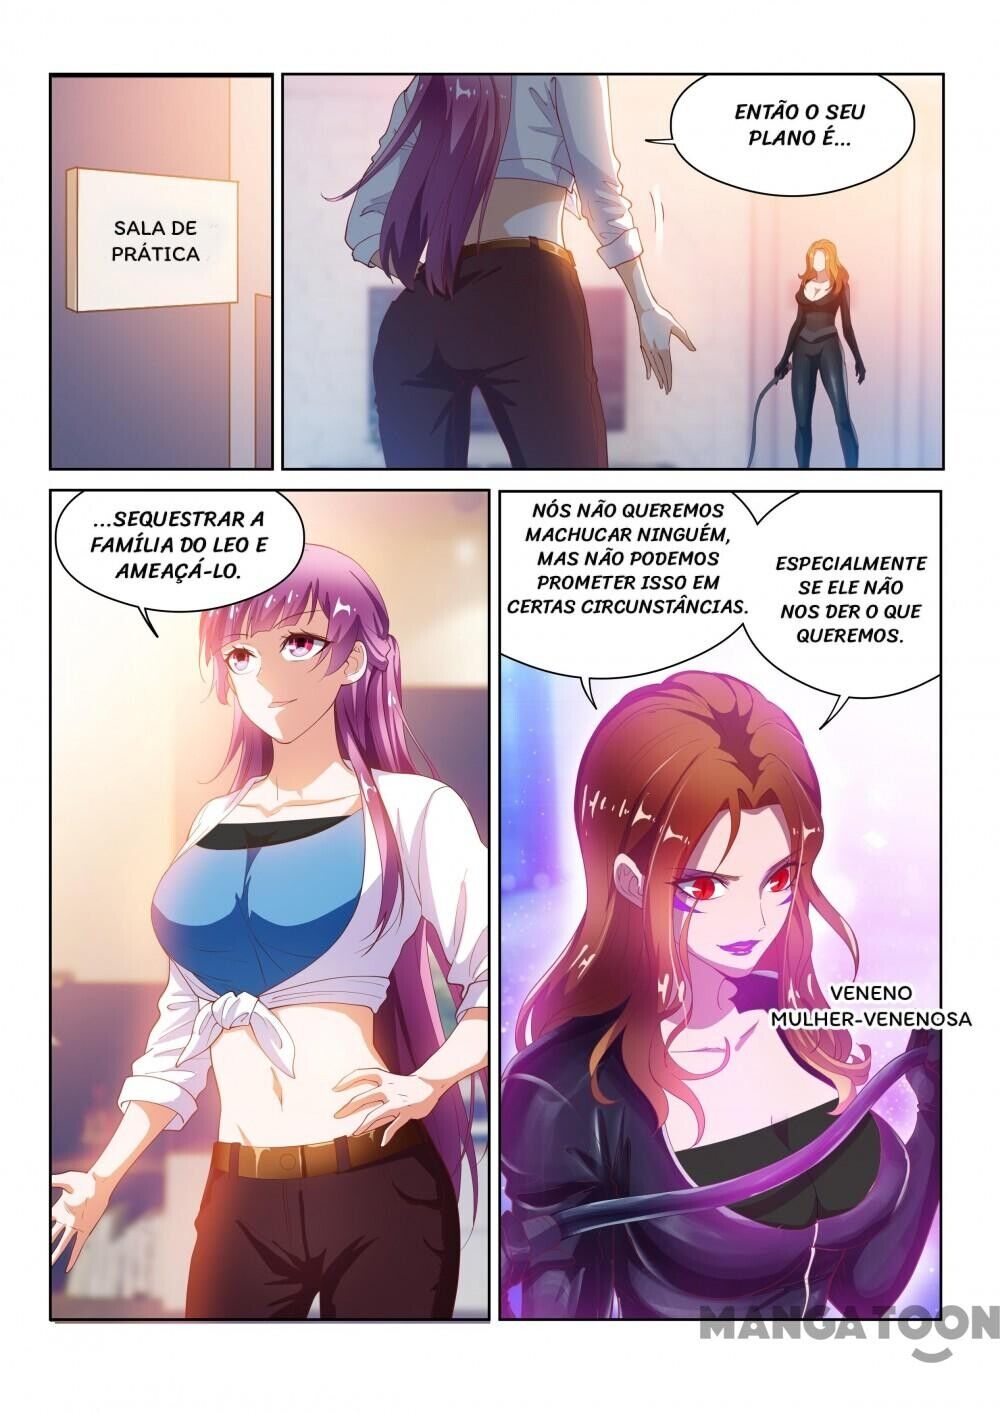 SALA DE
PRÁTICA
ENTÃO O SEU
PLANO É...
...SEQUESTRAR A
FAMÍLIA DO LEO E
AMEAÇÁ-LO.
NÓS NÃO QUEREMOS
MACHUCAR NINGUÉM,
MAS NÃO PODEMOS
PROMETER ISSO EM
CERTAS CIRCUNSTÂNCIAS.
ESPECIALMENTE
SE ELE NÃO
NOS DER O QUE
QUEREMOS.
VENENO
MULHER-VENENOSA
MANGATOON